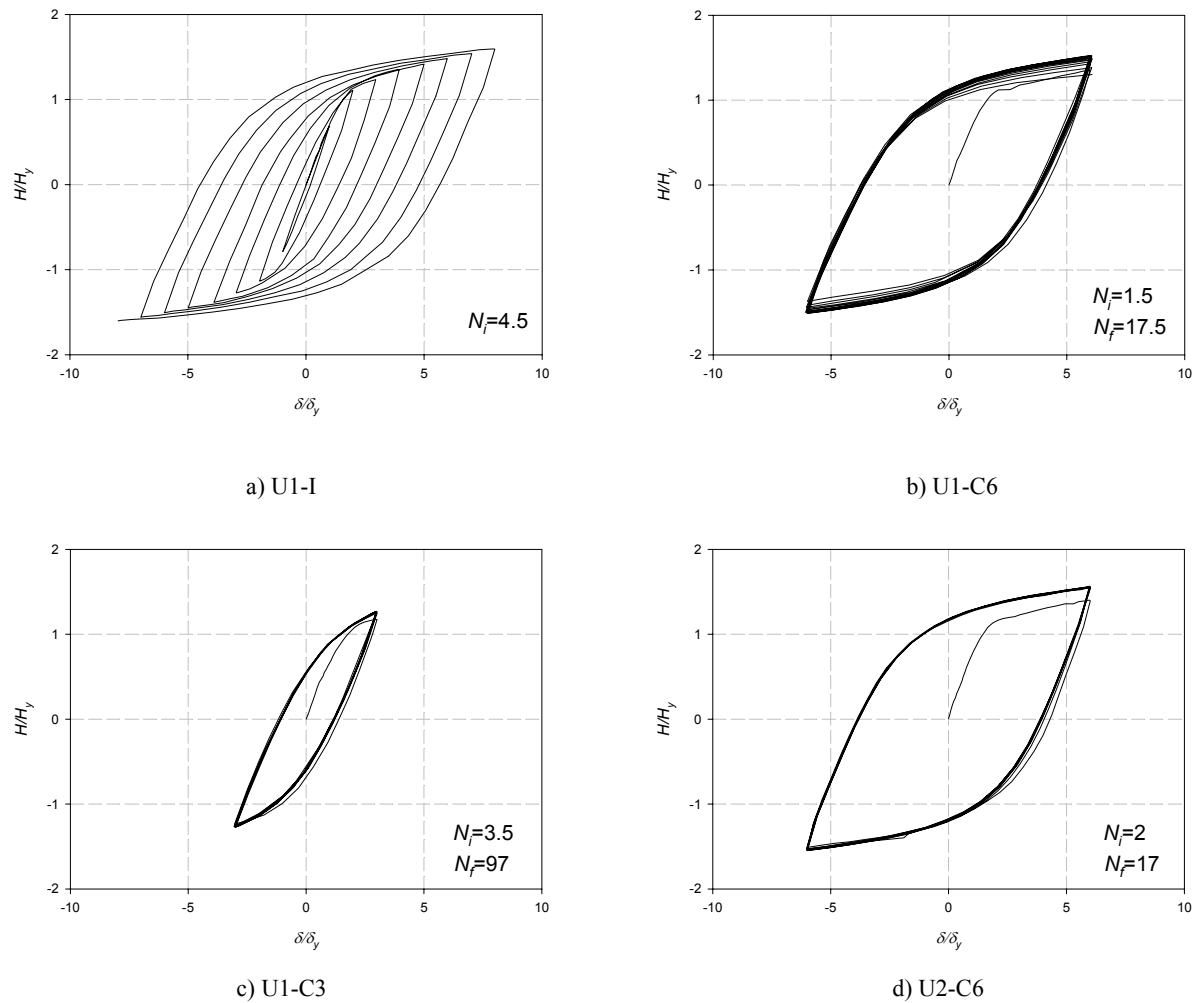 2
1
0
-1
-2
-10
-5
0
5
10
H/Hy
δ/δy
Ni=4.5
a) U1-I
2
1
0
-1
-2
-10
-5
0
5
10
H/Hy
δ/δy
Ni=1.5
Nf=17.5
b) U1-C6
2
1
0
-1
-2
-10
-5
0
5
10
H/Hy
δ/δy
Ni=3.5
Nf=97
c) U1-C3
2
1
0
-1
-2
-10
-5
0
5
10
H/Hy
δ/δy
Ni=2
Nf=17
d) U2-C6